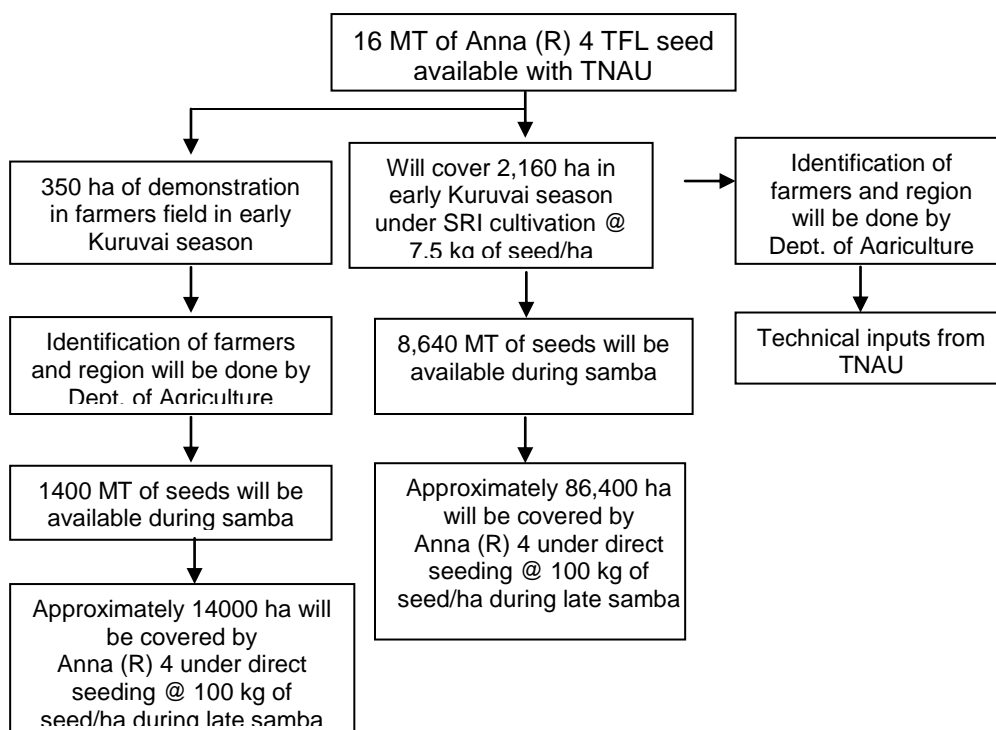 16 MT of Anna (R) 4 TFL seed
available with TNAU
350 ha of demonstration
in farmers field in early
Kuruvai season
Will cover 2,160 ha in
early Kuruvai season
under SRI cultivation @
7.5 kg of seed/ha
Identification of
farmers and region
will be done by
Dept. of Agriculture
Identification of farmers
and region will be done by
Dept. of Agriculture
8,640 MT of seeds will be
available during samba
Technical inputs from
TNAU
1400 MT of seeds will be
available during samba
Approximately 86,400 ha
will be covered by
Anna (R) 4 under direct
seeding @ 100 kg of
seed/ha during late samba
Approximately 14000 ha will
be covered by
Anna (R) 4 under direct
seeding @ 100 kg of
seed/ha during late samba